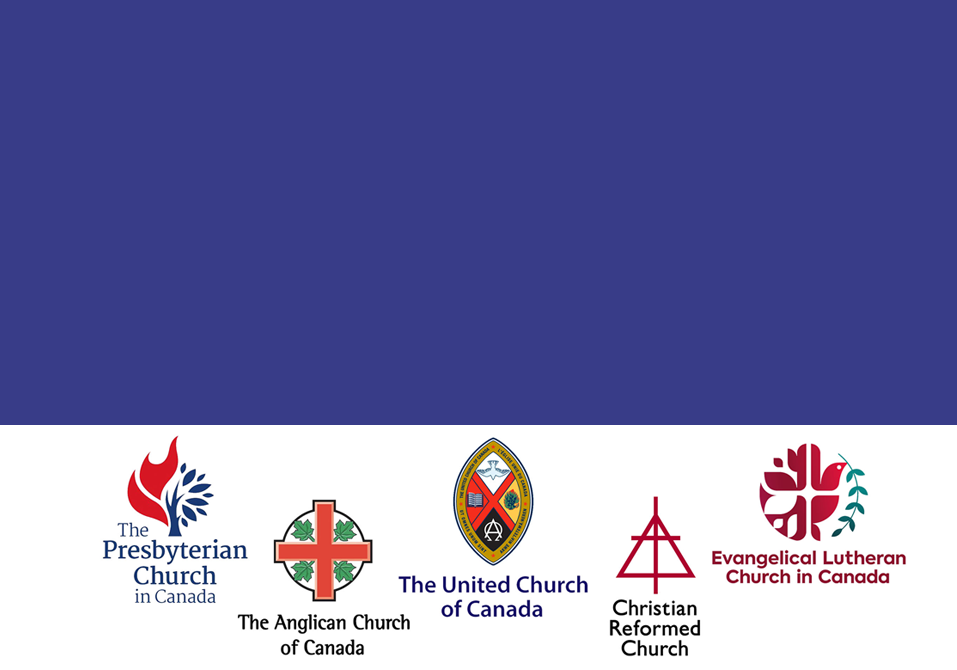 The
Presbyterian
Church
in Canada
The Anglican Church
of Canada
The United Church
of Canada
Christian
Reformed
Church
Evangelical Lutheran
Church in Canada